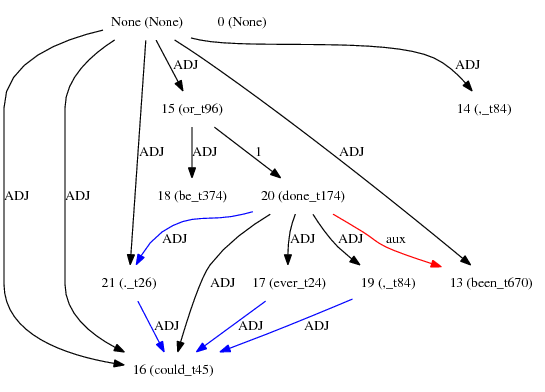 None (None) 0 (None)
ADJ ADJ
15 (or_t96) 14 (,_t84)
ADJ ADJ 1 ADJ
ADJ ADJ
18 (be_t374) 20 (done_t174)
ADJ ADJ ADJ aux
ADJ
21 (,_t26) 17 (ever_t24) 19 (,_t84) 13 (been_t670)
ADJ ADJ ADJ
16 (could_t45)